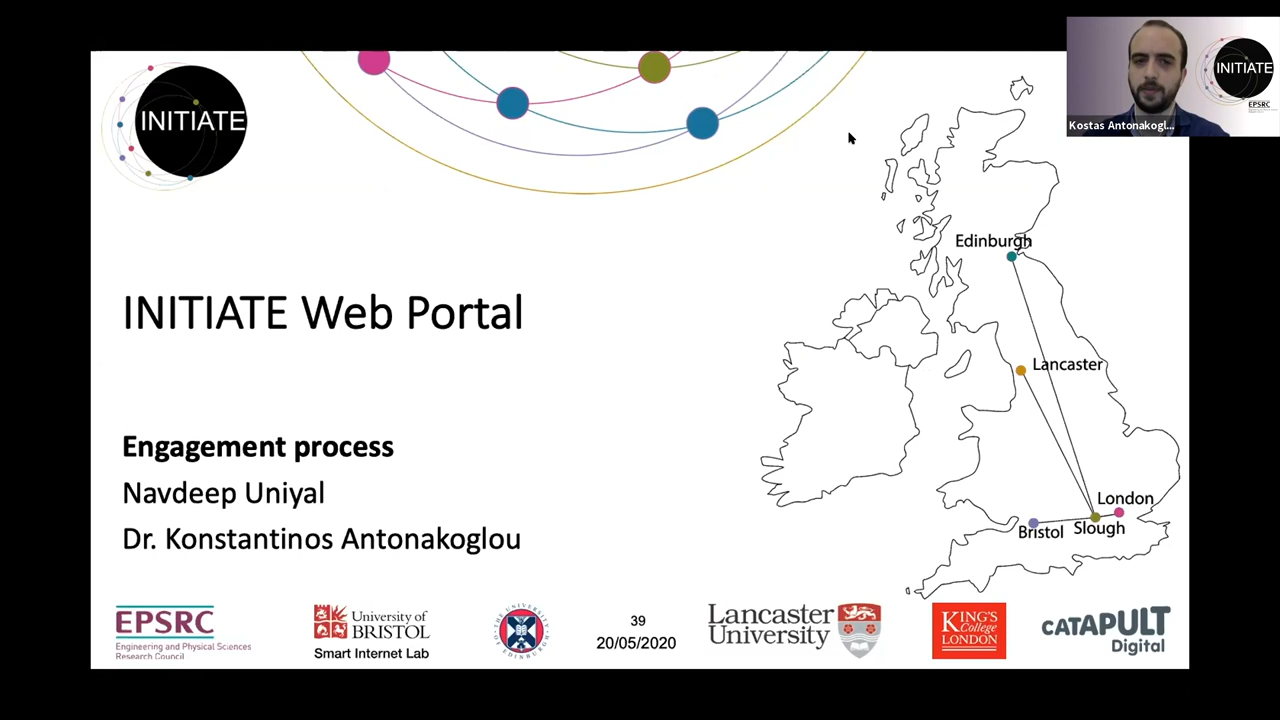 INITIATE
INITIATE
EPSRC
Kostas Antonakogl...
Edinburgh
INITIATE Web Portal
Lancaster
Engagement process
Navdeep Uniyal
Dr. Konstantinos Antonakoglou
London
Bristol
Slough
EPSRC
Engineering and Physical Sciences
Research Council
University of
BRISTOL
Smart Internet Lab
39
20/05/2020
Lancaster
University
KING'S
College
LONDON
CATAPULT
Digital